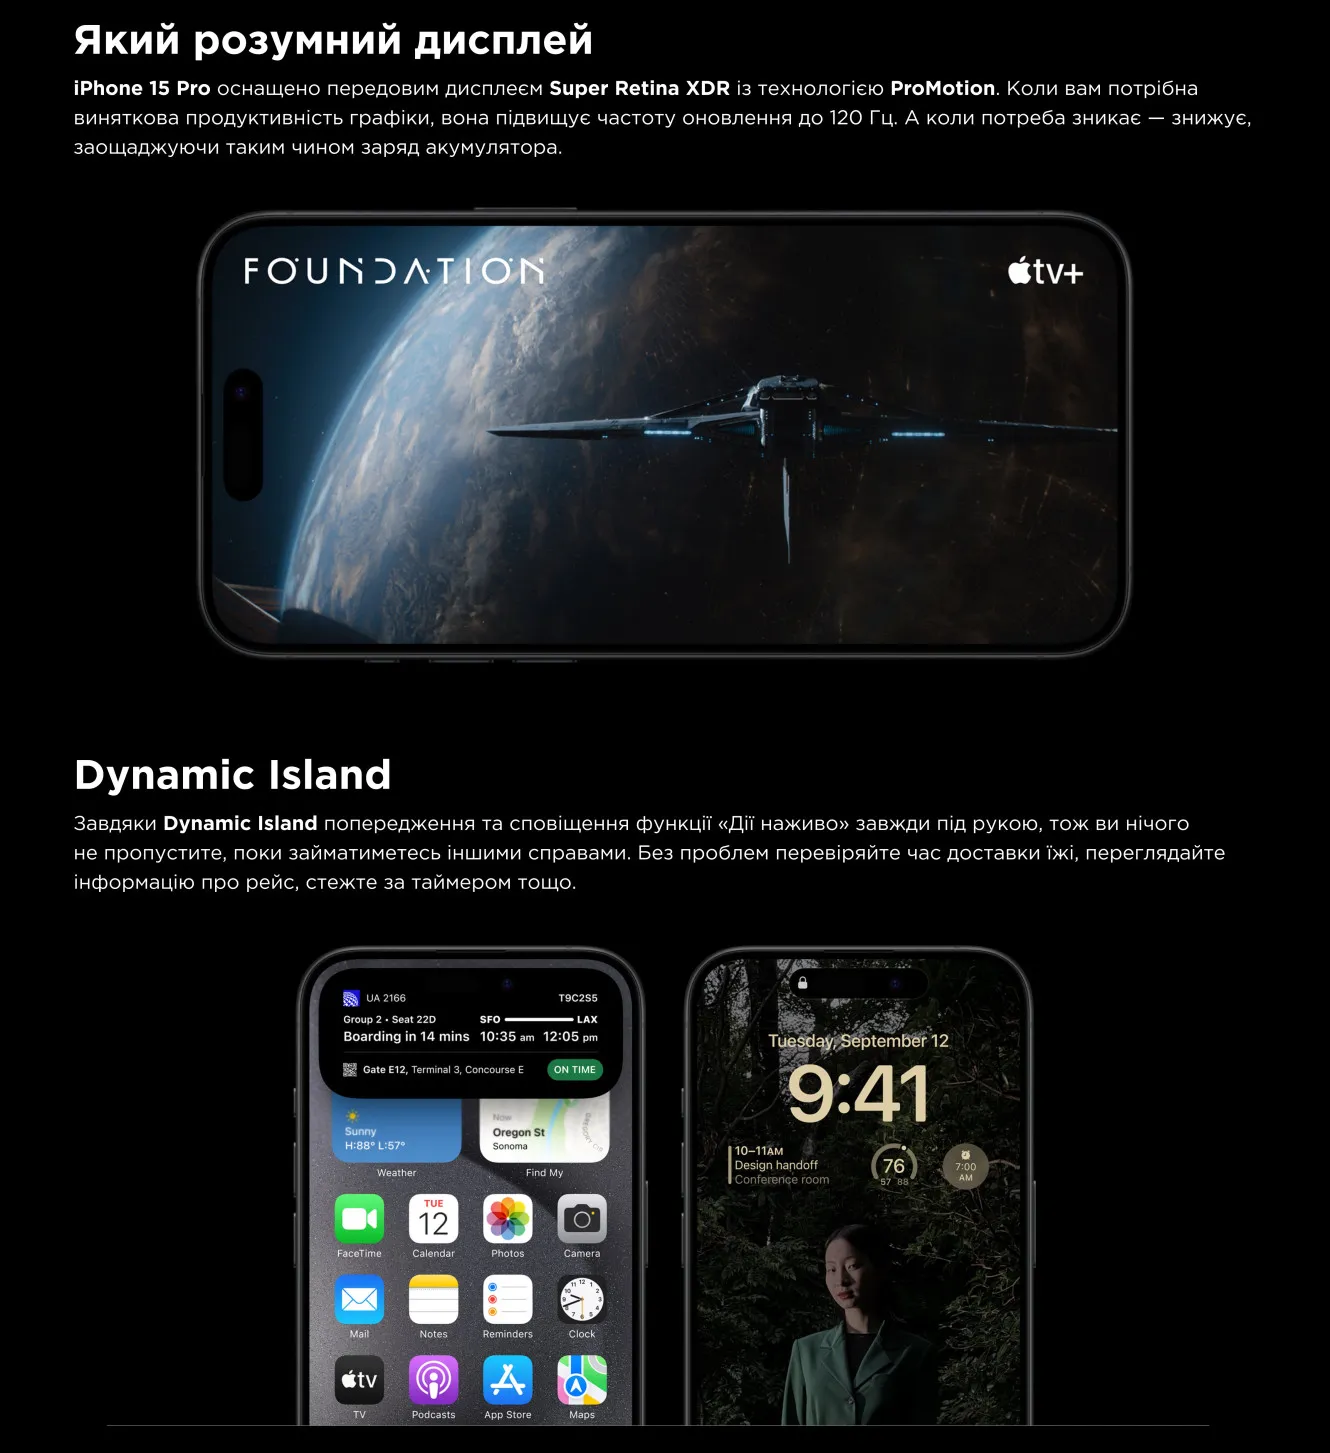 Який розумний дисплей
iPhone 15 Pro оснащено передовим дисплеєм Super Retina XDR із технологією ProMotion. Коли вам потрібна
виняткова продуктивність графіки, вона підвищує частоту оновлення до 120 Гц. А коли потреба зникає — знижує,
заощаджуючи таким чином заряд акумулятора.
FOUNDATION
tv+
Dynamic Island
Завдяки Dynamic Island попередження та сповіщення функції «Дії наживо» завжди під рукою, тож ви нічого
не пропустите, поки займатиметесь іншими справами. Без проблем перевіряйте час доставки їжі, переглядайте
інформацію про рейс, стежте за таймером тощо.
UA 2166 T9C2S5
Group 2 • Seat 22D SFO LAX
Boarding in 14 mins 10:35 am 12:05 pm
Gate E12, Terminal 3, Concourse E ON TIME
Sunny
H:88° L:57°
Now
Oregon St
Sonoma
Weather Find My
TUE
12
FaceTime Calendar Photos Camera
Mail Notes Reminders Clock
tv
TV Podcasts App Store Maps
Tuesday, September 12
9:41
10–11AM
Design handoff
Conference room
76
57 88
7:00
AM